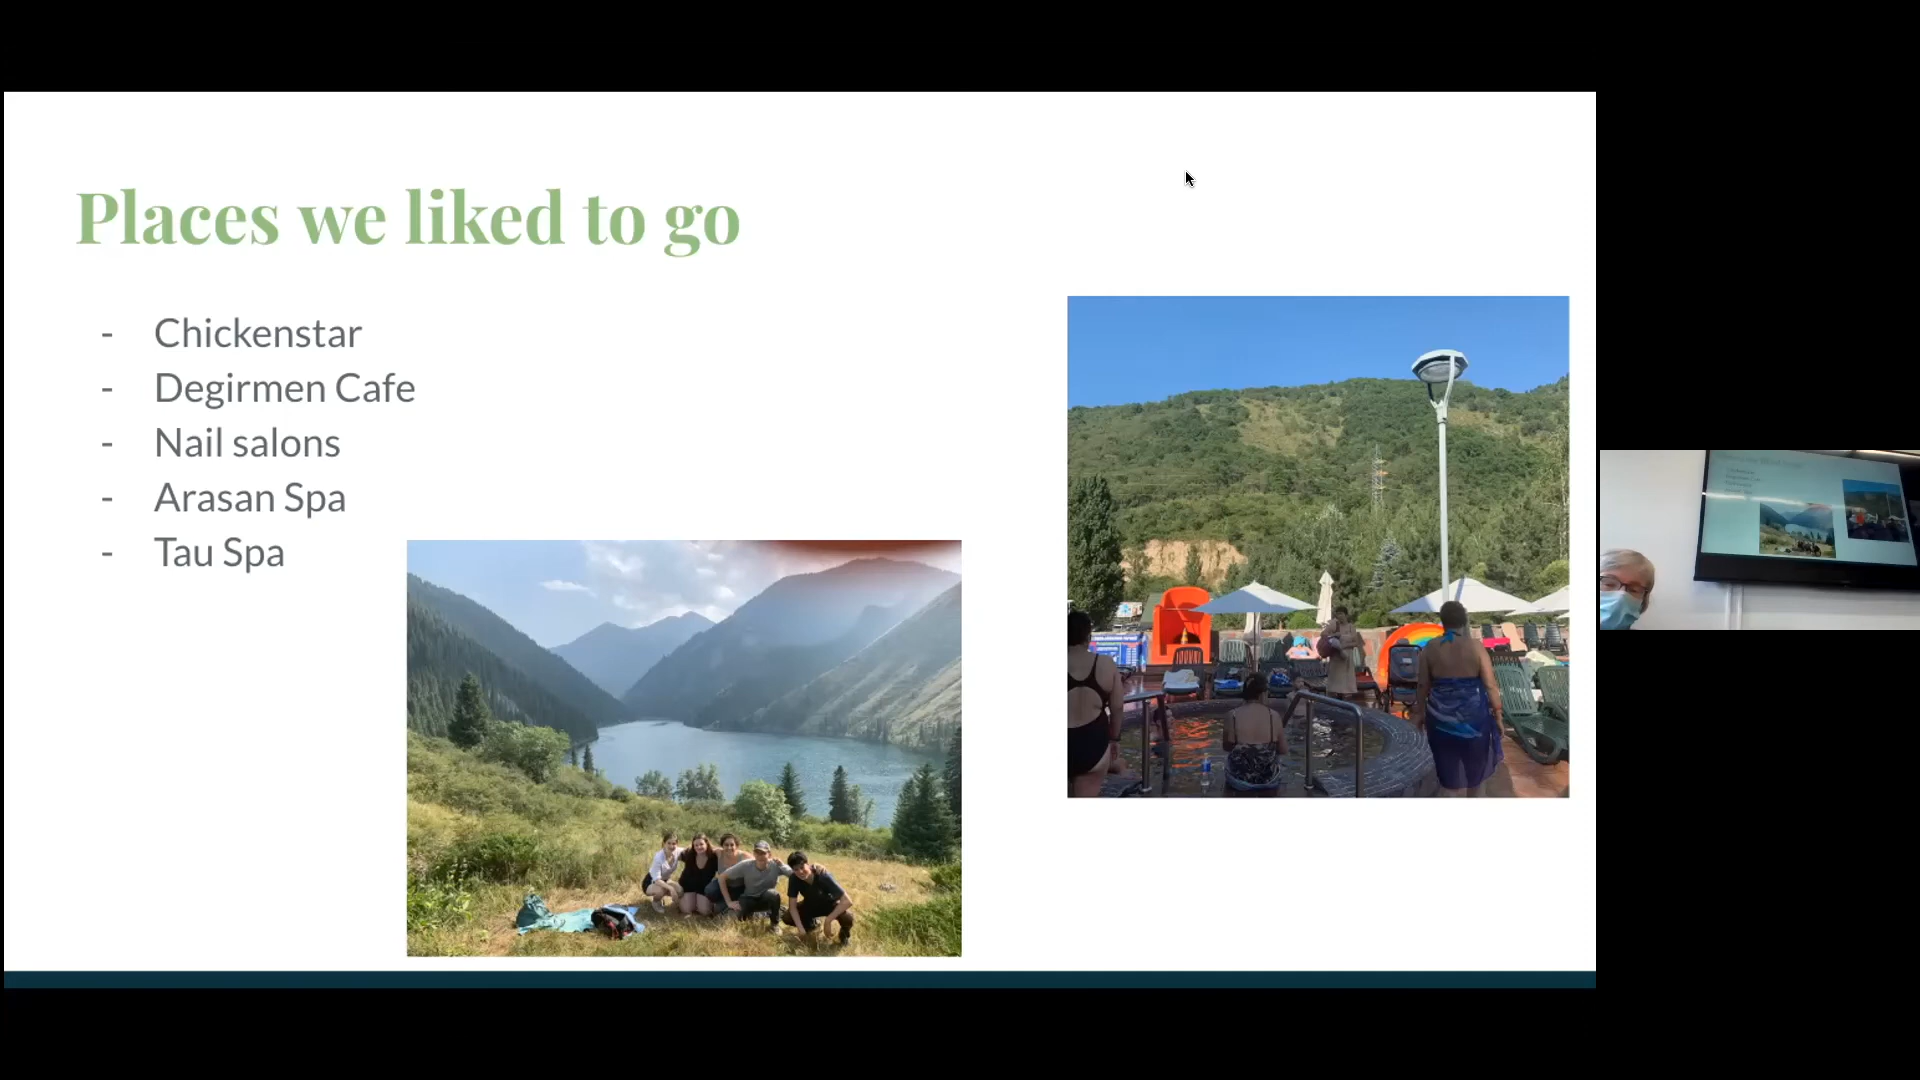 Places we liked to go
- Chickenstar
- Degirmen Cafe
- Nail salons
- Arasan Spa
- Tau Spa